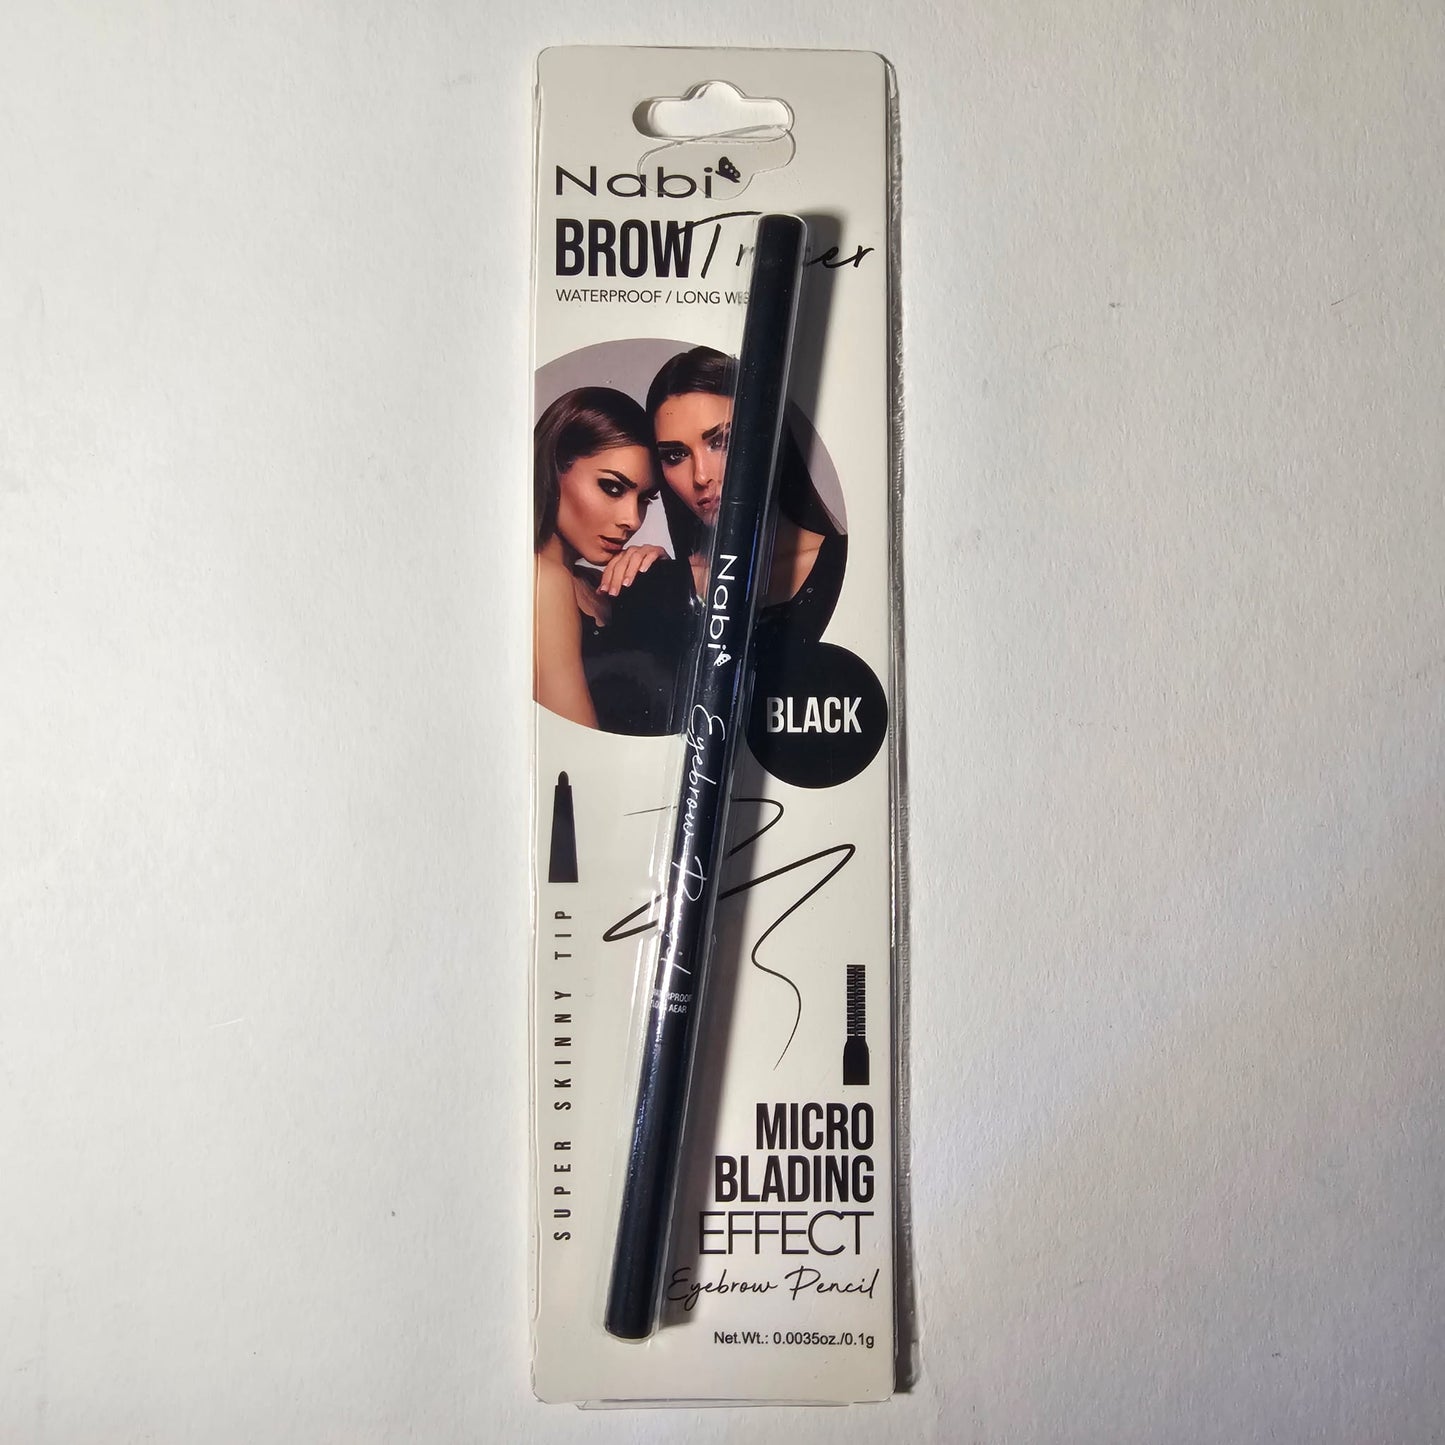 Nabi
BROW
WATERPROOF / LONG
Nabi
Eyebrow Pencil
BLACK
SUPER SKINNY TIP
MICRO
BLADING
EFFECT
Eyebrow Pencil
Net.Wt.: 0.0035oz./0.1g